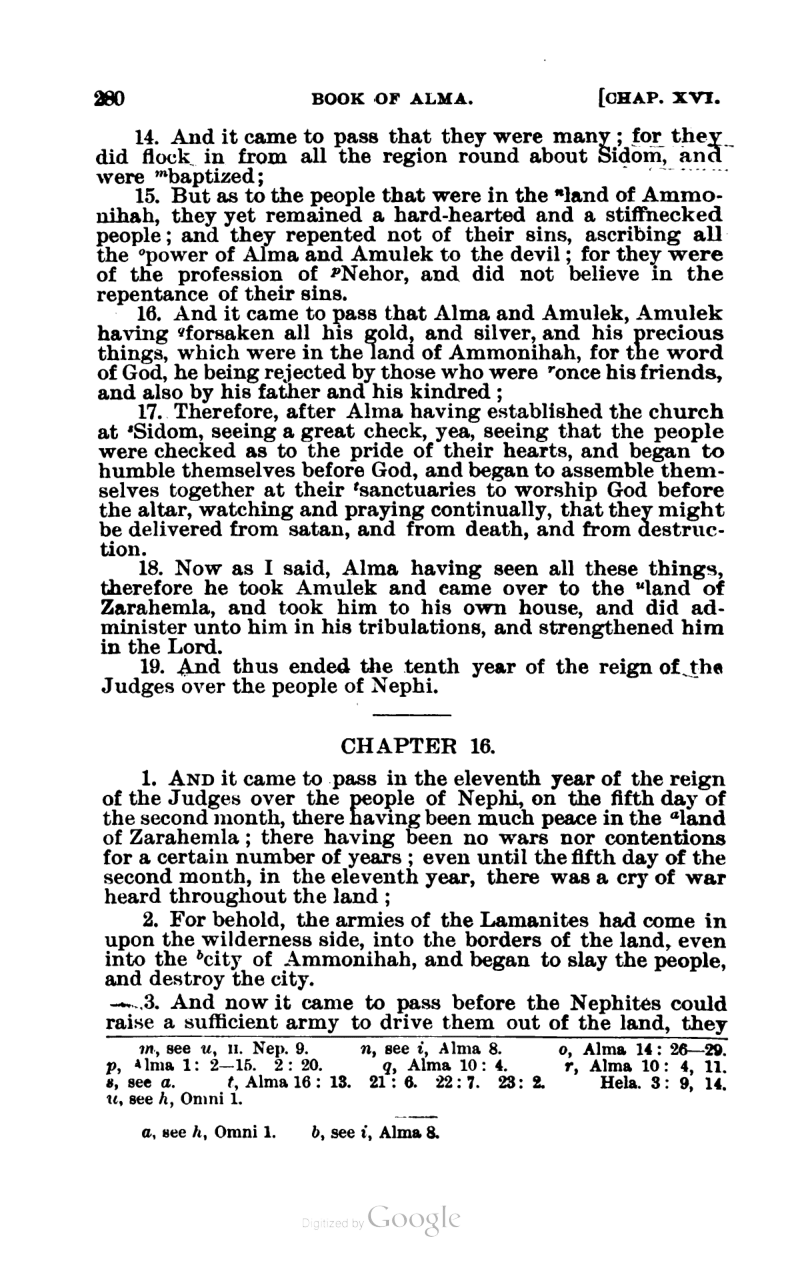 280 BOOK OF ALMA. [CHAP. XVI.
14. And it came to pass that they were many; for they
did flock in from all the region round about Sidom, and
were ᵐbaptized;
15. But as to the people that were in the ⁿland of Ammo-
nihah, they yet remained a hard-hearted and a stiffnecked
people; and they repented not of their sins, ascribing all
the ᵒpower of Alma and Amulek to the devil; for they were
of the profession of ᵖNehor, and did not believe in the
repentance of their sins.
16. And it came to pass that Alma and Amulek, Amulek
having qforsaken all his gold, and silver, and his precious
things, which were in the land of Ammonihah, for the word
of God, he being rejected by those who were ʳonce his friends,
and also by his father and his kindred;
17. Therefore, after Alma having established the church
at ˢSidom, seeing a great check, yea, seeing that the people
were checked as to the pride of their hearts, and began to
humble themselves before God, and began to assemble them-
selves together at their ᵗsanctuaries to worship God before
the altar, watching and praying continually, that they might
be delivered from satan, and from death, and from destruc-
tion.
18. Now as I said, Alma having seen all these things,
therefore he took Amulek and came over to the ᵘland of
Zarahemla, and took him to his own house, and did ad-
minister unto him in his tribulations, and strengthened him
in the Lord.
19. And thus ended the tenth year of the reign of the
Judges over the people of Nephi.
CHAPTER 16.
1. AND it came to pass in the eleventh year of the reign
of the Judges over the people of Nephi, on the fifth day of
the second month, there having been much peace in the ᵃland
of Zarahemla; there having been no wars nor contentions
for a certain number of years; even until the fifth day of the
second month, in the eleventh year, there was a cry of war
heard throughout the land;
2. For behold, the armies of the Lamanites had come in
upon the wilderness side, into the borders of the land, even
into the ᵇcity of Ammonihah, and began to slay the people,
and destroy the city.
3. And now it came to pass before the Nephites could
raise a sufficient army to drive them out of the land, they
m, see u, II. Nep. 9. n, see i, Alma 8. o, Alma 14: 26—29.
p, Alma 1: 2—15. 2: 20. q, Alma 10: 4. r, Alma 10: 4, 11.
s, see a. t, Alma 16: 13. 21: 6. 22: 7. 23: 2. Hela. 3: 9, 14.
u, see h, Omni 1.
a, see h, Omni 1. b, see i, Alma 8.
Digitized by Google